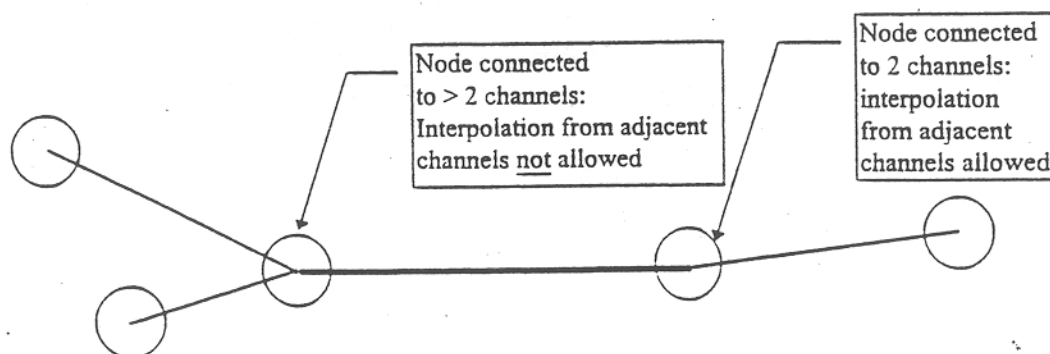 Node connected
to > 2 channels:
Interpolation from adjacent
channels not allowed
Node connected
to 2 channels:
interpolation
from adjacent
channels allowed